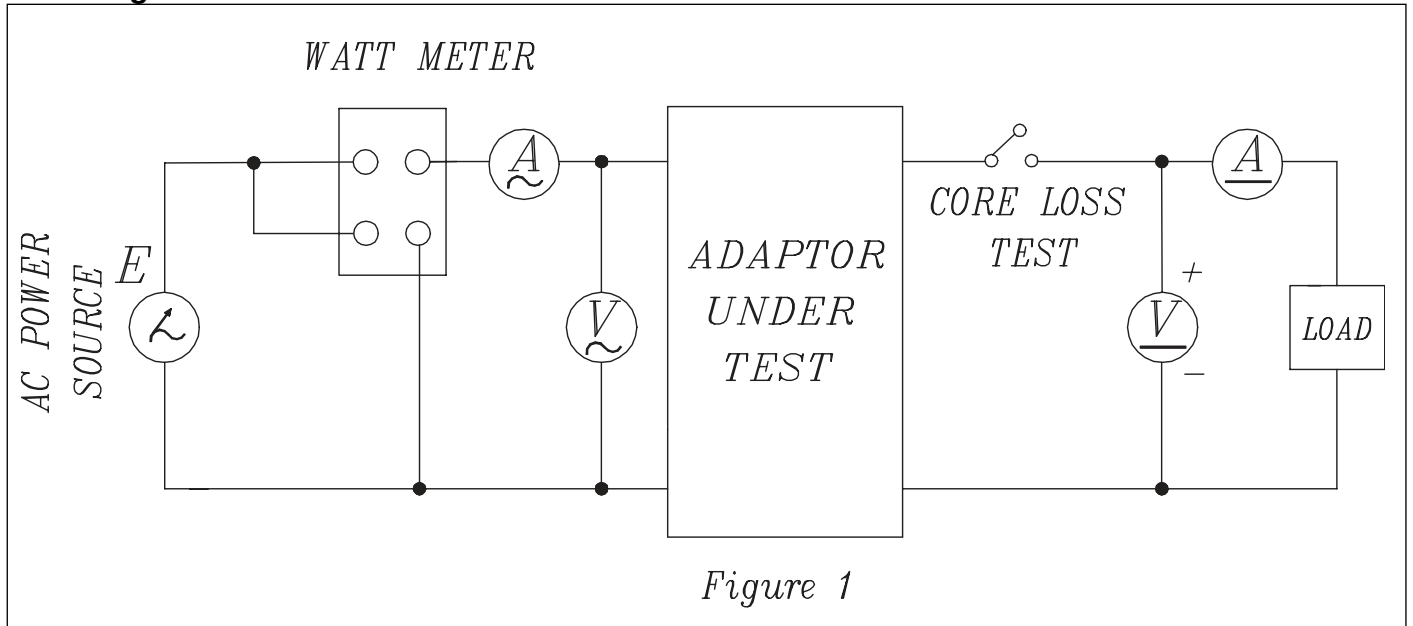 WATT METER
AC POWER
SOURCE
E
A
V
ADAPTOR
UNDER
TEST
CORE LOSS
TEST
+
V
−
A
LOAD
Figure 1